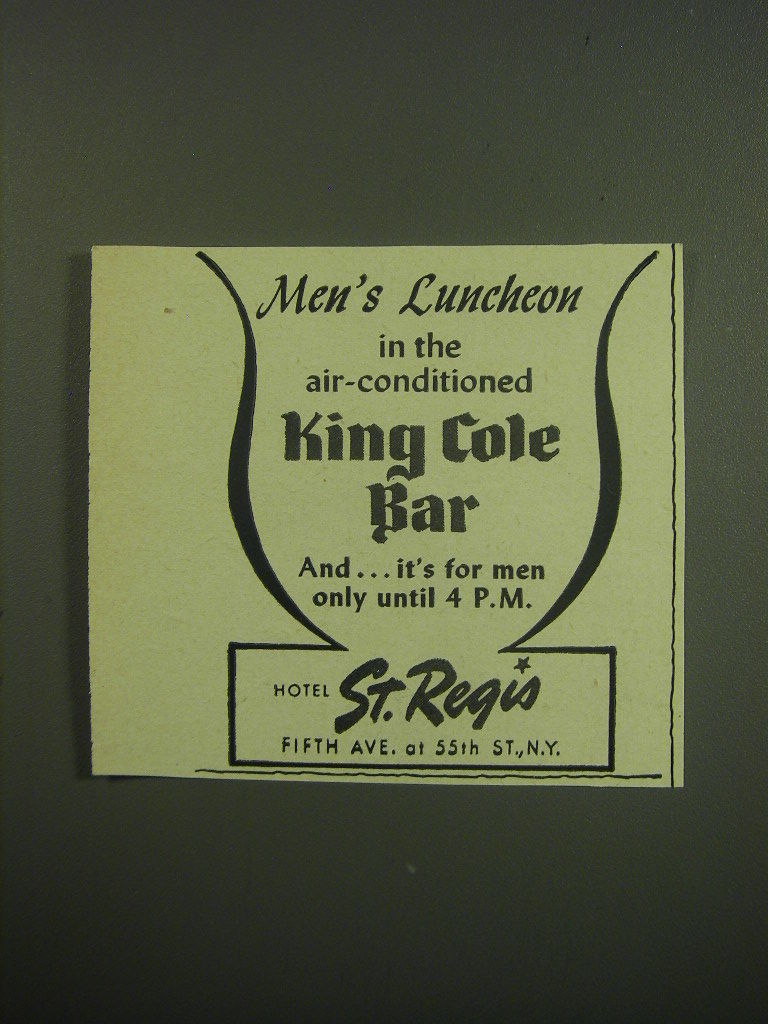 Men's Luncheon
in the
air-conditioned
King Cole
Bar
And...it's for men
only until 4 P.M.
HOTEL St. Regis
FIFTH AVE. at 55th ST., N.Y.